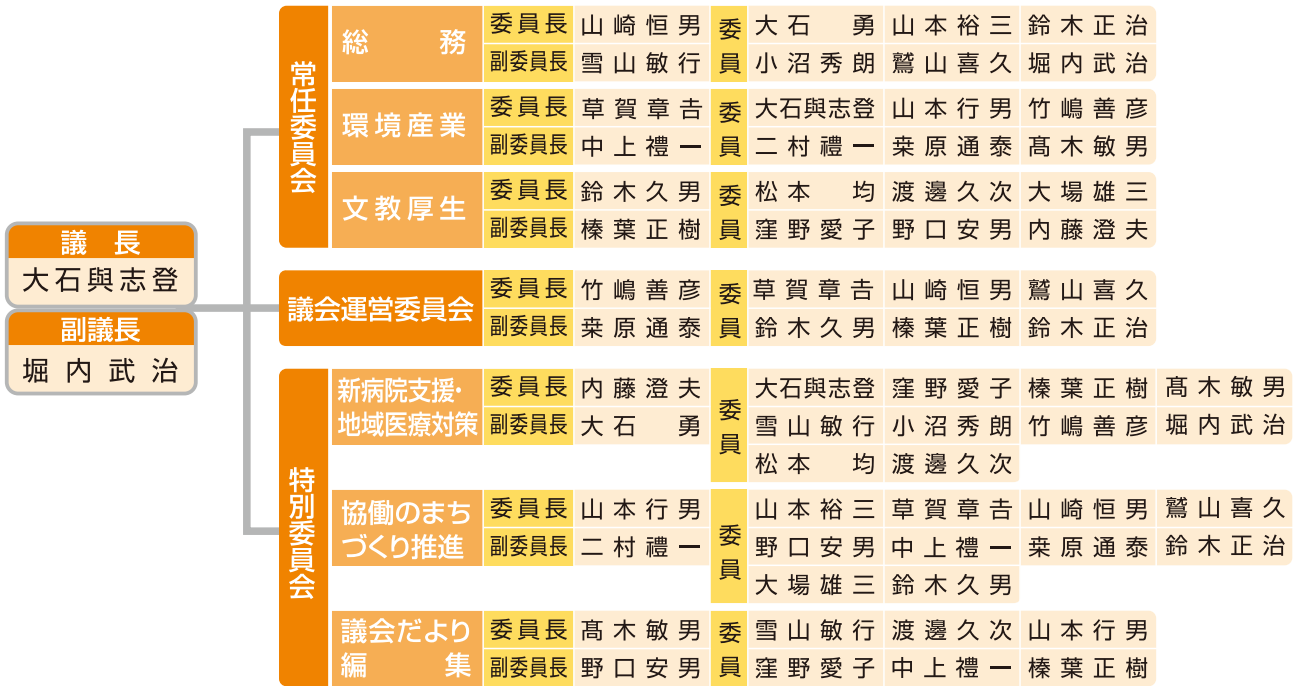 議長
大石與志登
副議長
堀内武治
常任委員会
総務 委員長 山崎恒男 委員 大石勇 山本裕三 鈴木正治
副委員長 雪山敏行 小沼秀朗 鷲山喜久 堀内武治
環境産業 委員長 草賀章𠮷 委員 大石與志登 山本行男 竹嶋善彦
副委員長 中上禮一 二村禮一 桒原通泰 髙木敏男
文教厚生 委員長 鈴木久男 委員 松本均 渡邊久次 大場雄三
副委員長 榛葉正樹 窪野愛子 野口安男 内藤澄夫
議会運営委員会 委員長 竹嶋善彦 委員 草賀章𠮷 山崎恒男 鷲山喜久
副委員長 桒原通泰 鈴木久男 榛葉正樹 鈴木正治
特別委員会
新病院支援・
地域医療対策
委員長 内藤澄夫 委員 大石與志登 窪野愛子 榛葉正樹 髙木敏男
副委員長 大石勇 雪山敏行 小沼秀朗 竹嶋善彦 堀内武治
松本均 渡邊久次
協働のまち
づくり推進
委員長 山本行男 委員 山本裕三 草賀章𠮷 山崎恒男 鷲山喜久
副委員長 二村禮一 野口安男 中上禮一 桒原通泰 鈴木正治
大場雄三 鈴木久男
議会だより
編集
委員長 髙木敏男 委員 雪山敏行 渡邊久次 山本行男
副委員長 野口安男 窪野愛子 中上禮一 榛葉正樹